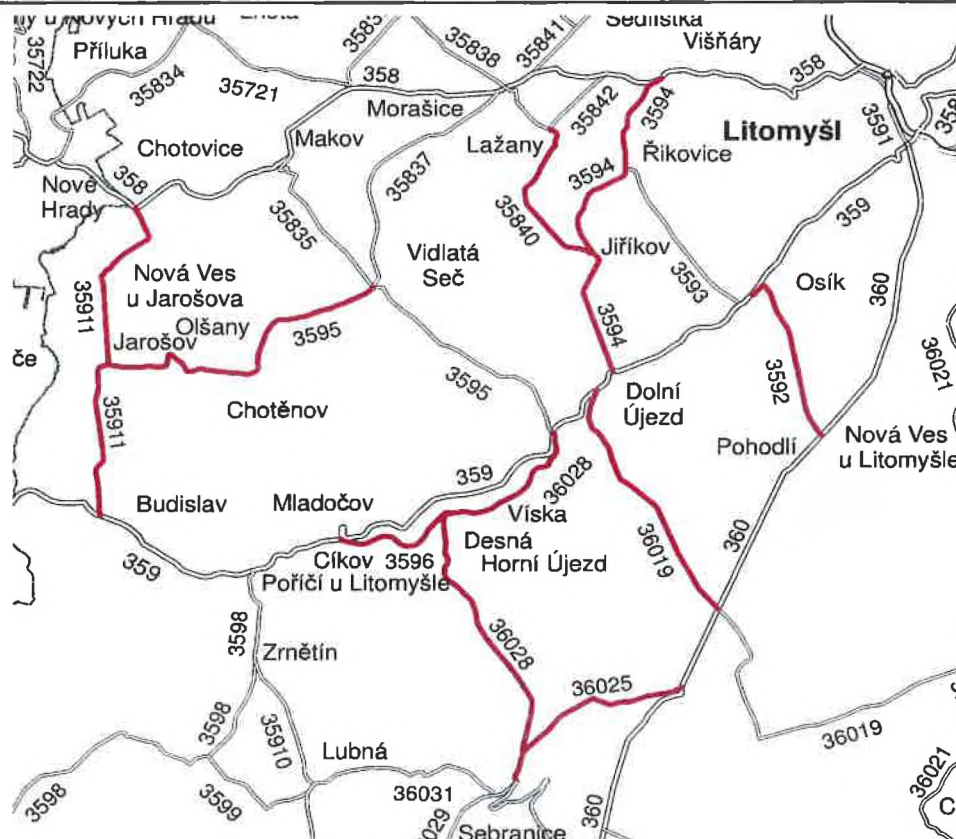 u Nových Hradů
Sedlistka
Višňáry
35722
Příluka
35834
35721
358
35838
35841
358
Morašice
35842
3594
Litomyšl
3591
Chotovice
Makov
Lažany
Řikovice
35837
3594
Nové
Hrady
358
35835
35840
Jiříkov
359
Vidlatá
Seč
3593
Osík
360
Nová Ves
u Jarošova
35911
Olšany
Jarošov
3595
3594
36021
če
3595
3592
Dolní
Újezd
Chotěnov
35911
Pohodlí
Nová Ves
u Litomyšle
359
36028
Budislav
Mladočov
Víska
Desná
Horní Újezd
360
36019
359
Cíkov
3596
Poříčí u Litomyšle
3598
Zrnětín
36028
36025
3598
35910
36019
Lubná
36021
3598
3599
36031
360
Sebranice